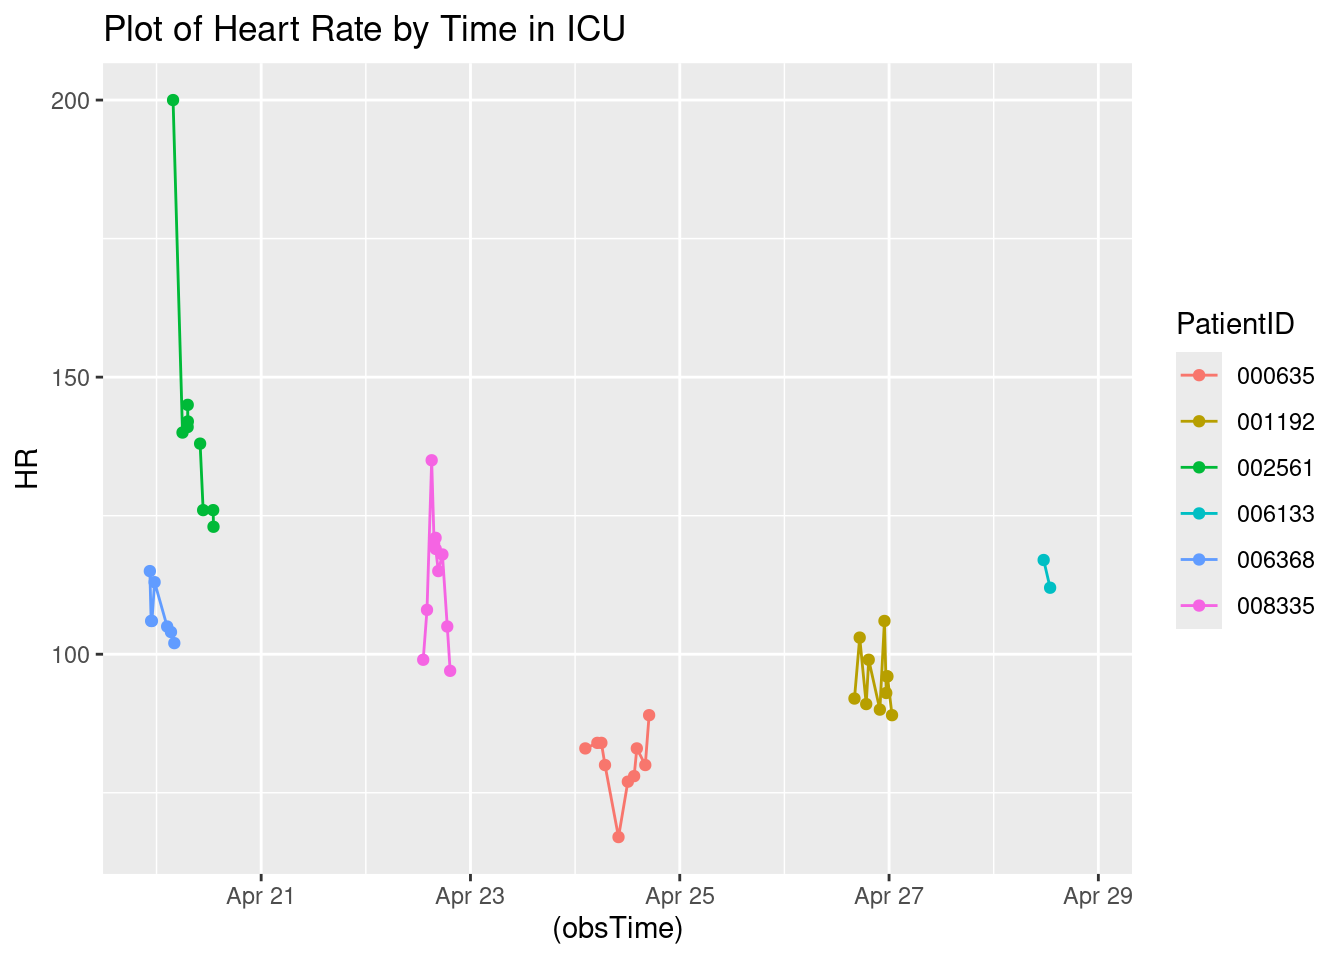 Plot of Heart Rate by Time in ICU
200
150
100
HR
Apr 21
Apr 23
Apr 25
Apr 27
Apr 29
(obsTime)
PatientID
000635
001192
002561
006133
006368
008335